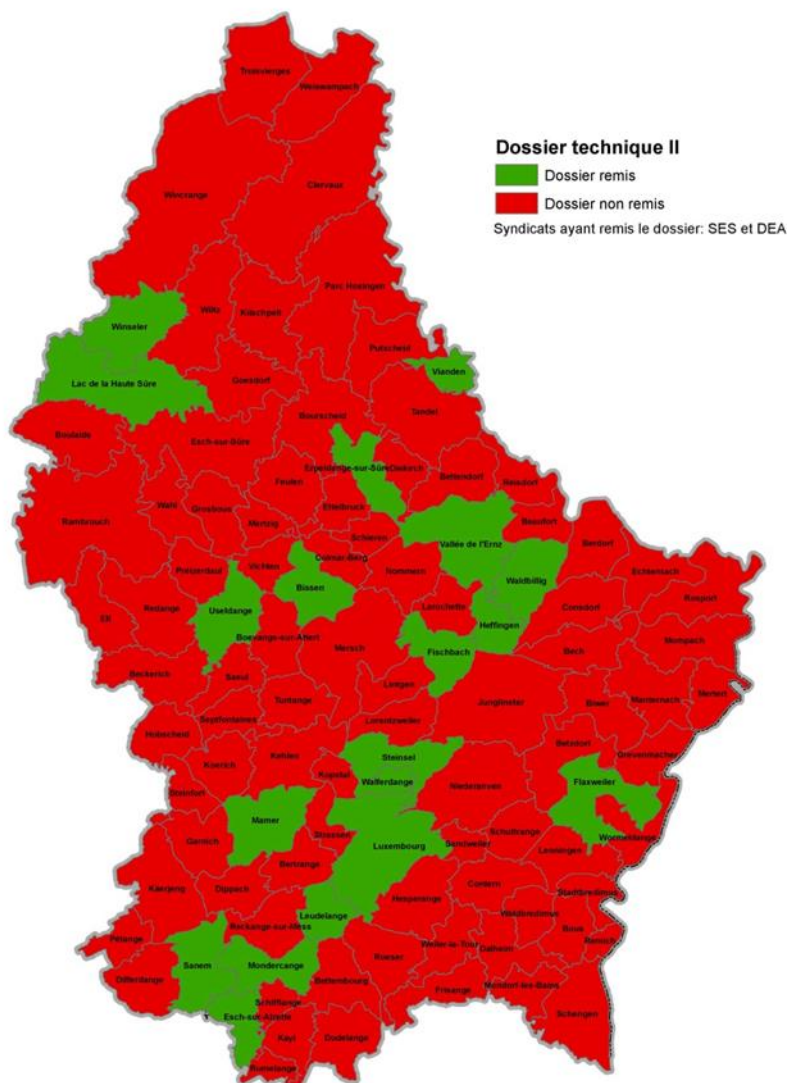 Troisvierges
Weiswampach
Dossier technique II
Dossier remis
Dossier non remis
Syndicats ayant remis le dossier: SES et DEA
Clervaux
Wincrange
Parc Hosingen
Wiltz
Kiischpelt
Winseler
Putscheid
Vianden
Lac de la Haute Sûre
Goesdorf
Tandel
Bourscheid
Boulaide
Esch-sur-Sûre
Erpeldange-sur-Sûre
Diekirch
Bettendorf
Reisdorf
Feulen
Ettelbruck
Beaufort
Wahl
Grosbous
Rambrouch
Mertzig
Schieren
Vallée de l'Ernz
Berdorf
Colmar-Berg
Echternach
Preizerdaul
Vichten
Nommern
Waldbillig
Bissen
Rosport
Useldange
Larochette
Consdorf
Ell
Redange
Heffingen
Boevange-sur-Attert
Mompach
Mersch
Fischbach
Bech
Beckerich
Saeul
Lintgen
Mertert
Tuntange
Junglinster
Biwer
Manternach
Septfontaines
Lorentzweiler
Hobscheid
Betzdorf
Grevenmacher
Kehlen
Steinsel
Koerich
Kopstal
Walferdange
Niederanven
Flaxweiler
Steinfort
Mamer
Strassen
Schuttrange
Wormeldange
Garnich
Luxembourg
Sandweiler
Lenningen
Bertrange
Contern
Stadtbredimus
Kaerjeng
Dippach
Hesperange
Leudelange
Waldbredimus
Reckange-sur-Mess
Bous
Remich
Pétange
Weiler-la-Tour
Dalheim
Sanem
Mondercange
Roeser
Differdange
Bettembourg
Frisange
Mondorf-les-Bains
Schifflange
Esch-sur-Alzette
Schengen
Kayl
Dudelange
Rumelange